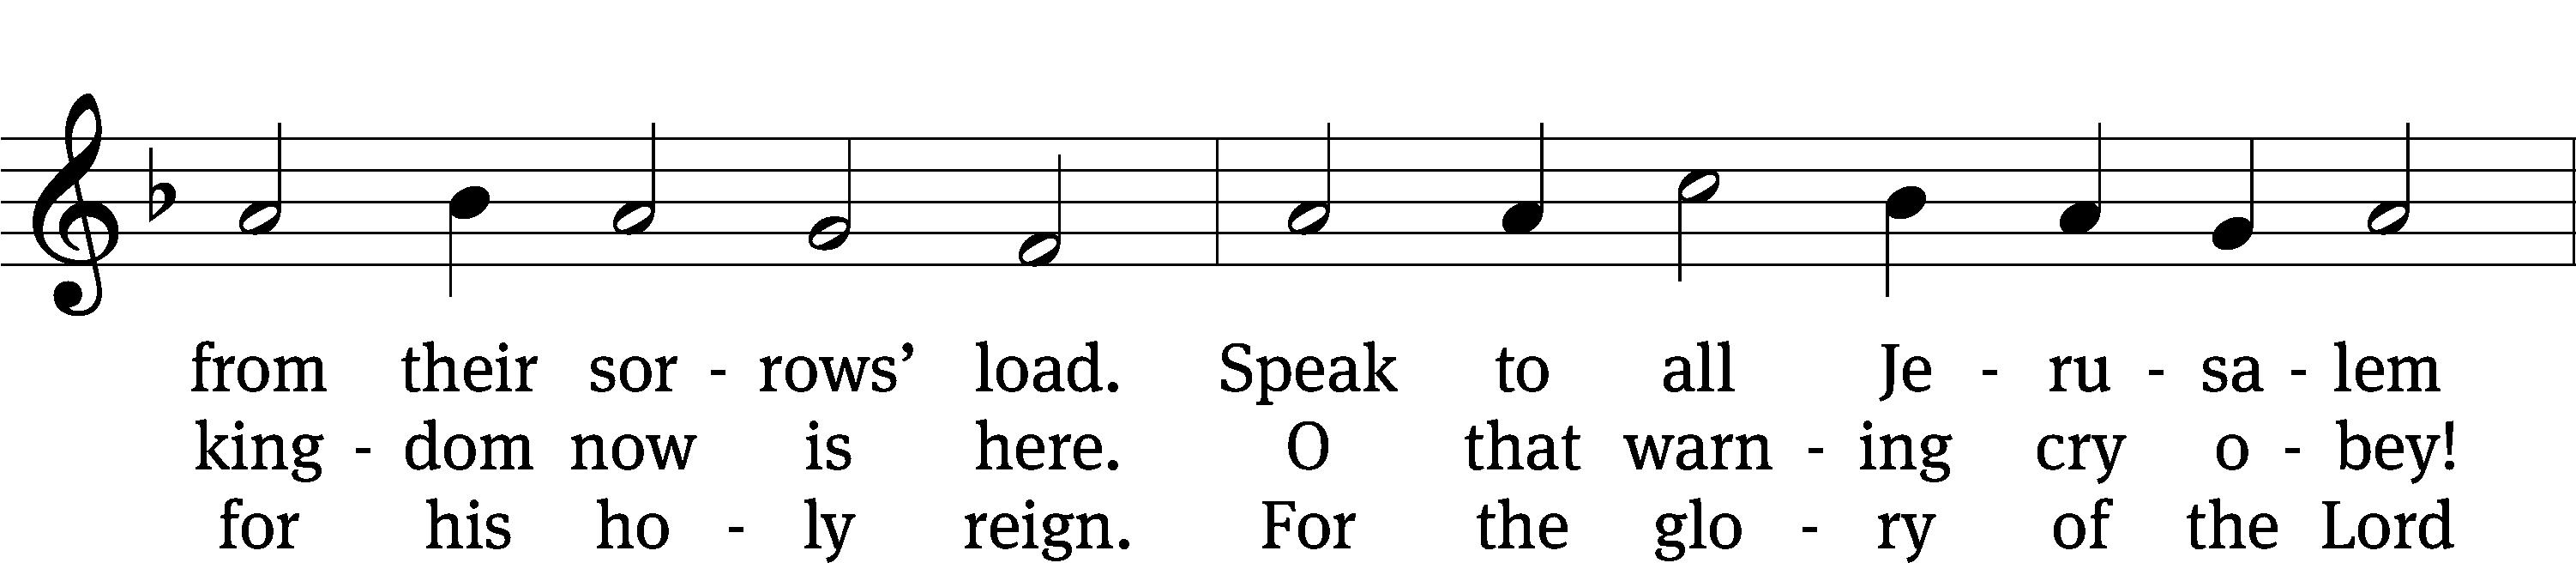 from their sor - rows’ load. Speak to all Je - ru - sa - lem
king - dom now is here. O that warn - ing cry o - bey!
for his ho - ly reign. For the glo - ry of the Lord